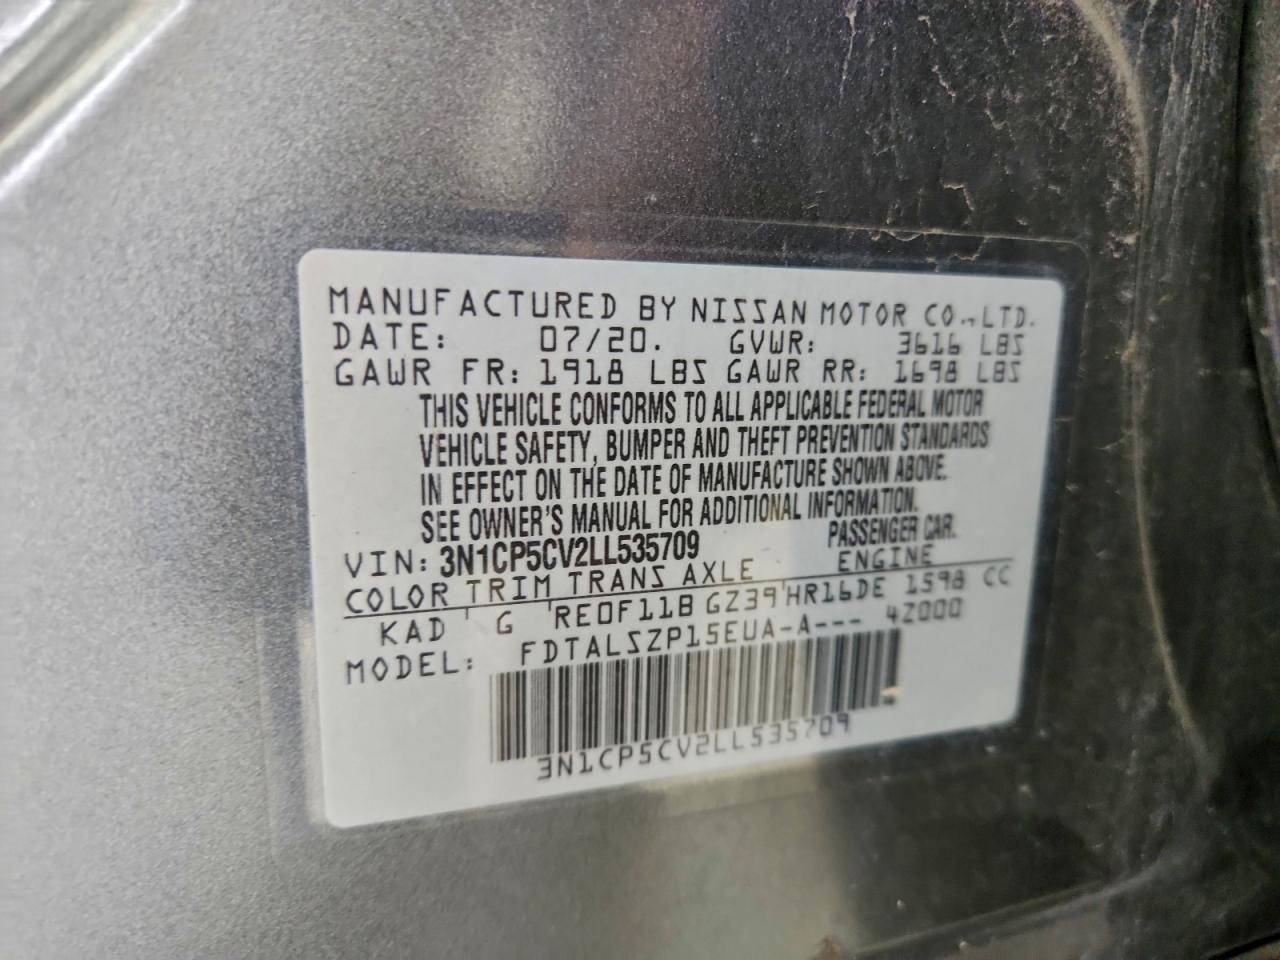 MANUFACTURED BY NISSAN MOTOR CO.,LTD.
DATE: 07/20. GVWR: 3616 LBS
GAWR FR: 1918 LBS GAWR RR: 1698 LBS
THIS VEHICLE CONFORMS TO ALL APPLICABLE FEDERAL MOTOR
VEHICLE SAFETY, BUMPER AND THEFT PREVENTION STANDARDS
IN EFFECT ON THE DATE OF MANUFACTURE SHOWN ABOVE.
SEE OWNER'S MANUAL FOR ADDITIONAL INFORMATION.
VIN: 3N1CP5CV2LL535709 PASSENGER CAR.
COLOR TRIM TRANS AXLE ENGINE
KAD ' G 'RE0F11B GZ39'HR16DE 1598 CC
MODEL: FDTALSZP15EUA-A--- 4Z000
3N1CP5CV2LL535709